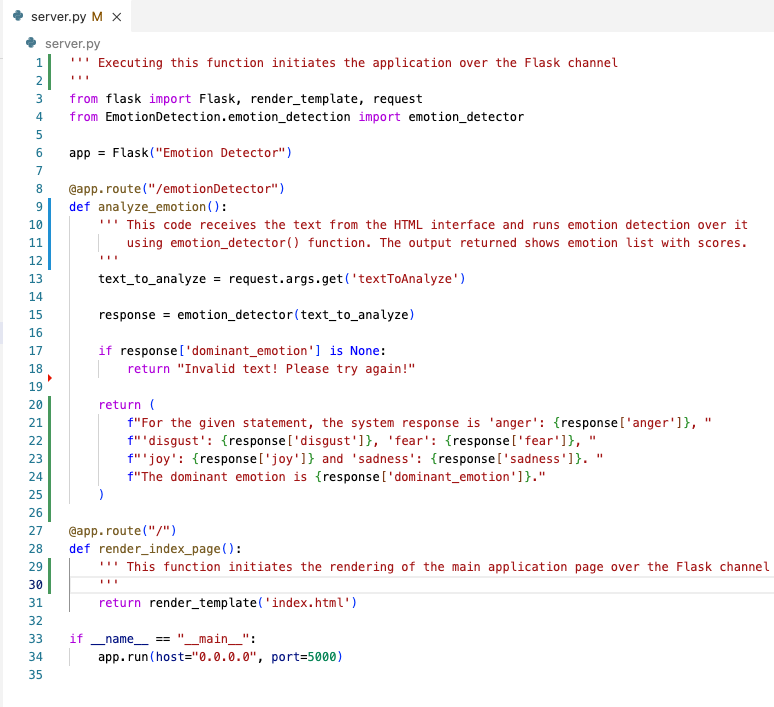 server.py M ×
server.py
1 ''' Executing this function initiates the application over the Flask channel
2 '''
3 from flask import Flask, render_template, request
4 from EmotionDetection.emotion_detection import emotion_detector
5
6 app = Flask("Emotion Detector")
7
8 @app.route("/emotionDetector")
9 def analyze_emotion():
10     ''' This code receives the text from the HTML interface and runs emotion detection over it
11         using emotion_detector() function. The output returned shows emotion list with scores.
12     '''
13     text_to_analyze = request.args.get('textToAnalyze')
14
15     response = emotion_detector(text_to_analyze)
16
17     if response['dominant_emotion'] is None:
18         return "Invalid text! Please try again!"
19
20     return (
21         f"For the given statement, the system response is 'anger': {response['anger']}, "
22         f"'disgust': {response['disgust']}, 'fear': {response['fear']}, "
23         f"'joy': {response['joy']} and 'sadness': {response['sadness']}. "
24         f"The dominant emotion is {response['dominant_emotion']}."
25     )
26
27 @app.route("/")
28 def render_index_page():
29     ''' This function initiates the rendering of the main application page over the Flask channel
30     '''
31     return render_template('index.html')
32
33 if __name__ == "__main__":
34     app.run(host="0.0.0.0", port=5000)
35